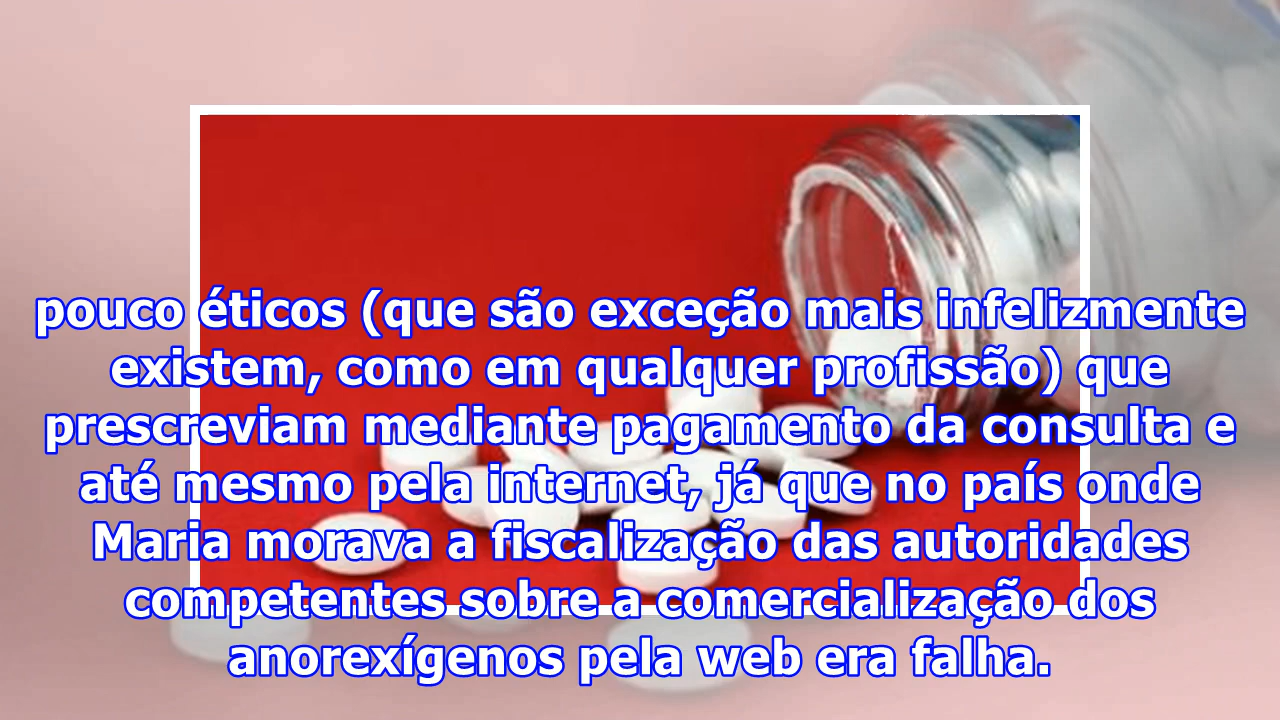 pouco éticos (que são exceção mais infelizmente
existem, como em qualquer profissão) que
prescreviam mediante pagamento da consulta e
até mesmo pela internet, já que no país onde
Maria morava a fiscalização das autoridades
competentes sobre a comercialização dos
anorexígenos pela web era falha.